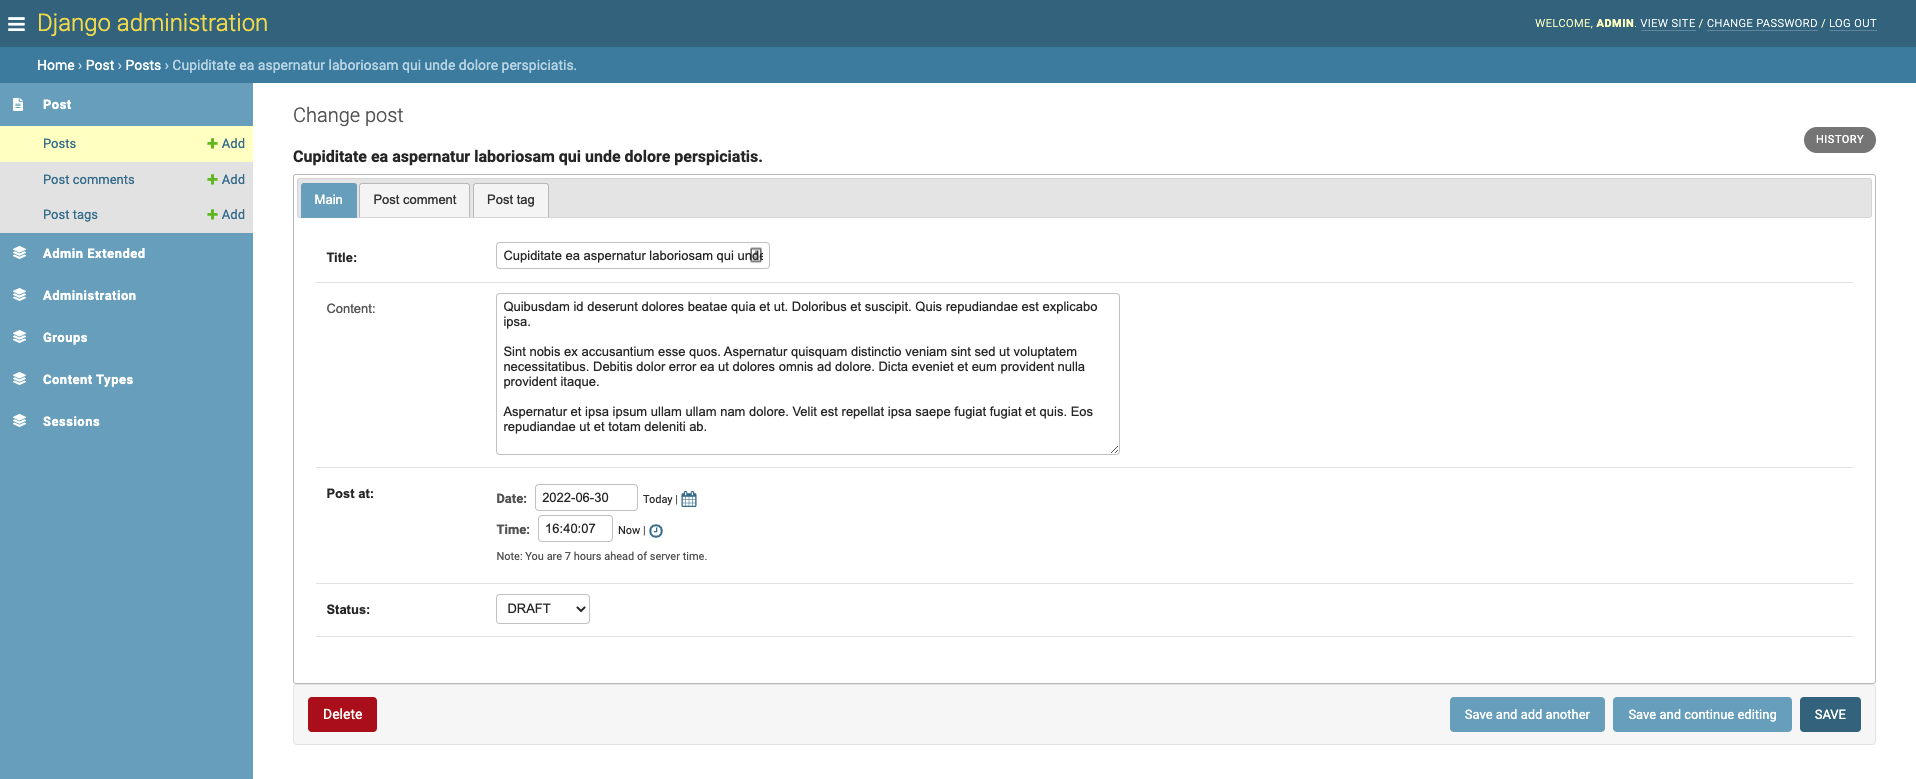 Django administration
WELCOME, ADMIN. VIEW SITE / CHANGE PASSWORD / LOG OUT
Home › Post › Posts › Cupiditate ea aspernatur laboriosam qui unde dolore perspiciatis.
Post
Posts
Add
Post comments
Add
Post tags
Add
Admin Extended
Administration
Groups
Content Types
Sessions
Change post
HISTORY
Cupiditate ea aspernatur laboriosam qui unde dolore perspiciatis.
Main
Post comment
Post tag
Title:
Cupiditate ea aspernatur laboriosam qui unde
Content:
Quibusdam id deserunt dolores beatae quia et ut. Doloribus et suscipit. Quis repudiandae est explicabo
ipsa.
Sint nobis ex accusantium esse quos. Aspernatur quisquam distinctio veniam sint sed ut voluptatem
necessitatibus. Debitis dolor error ea ut dolores omnis ad dolore. Dicta eveniet et eum provident nulla
provident itaque.
Aspernatur et ipsa ipsum ullam ullam nam dolore. Velit est repellat ipsa saepe fugiat fugiat et quis. Eos
repudiandae ut et totam deleniti ab.
Post at:
Date: 2022-06-30 Today |
Time: 16:40:07 Now |
Note: You are 7 hours ahead of server time.
Status:
DRAFT
Delete
Save and add another
Save and continue editing
SAVE